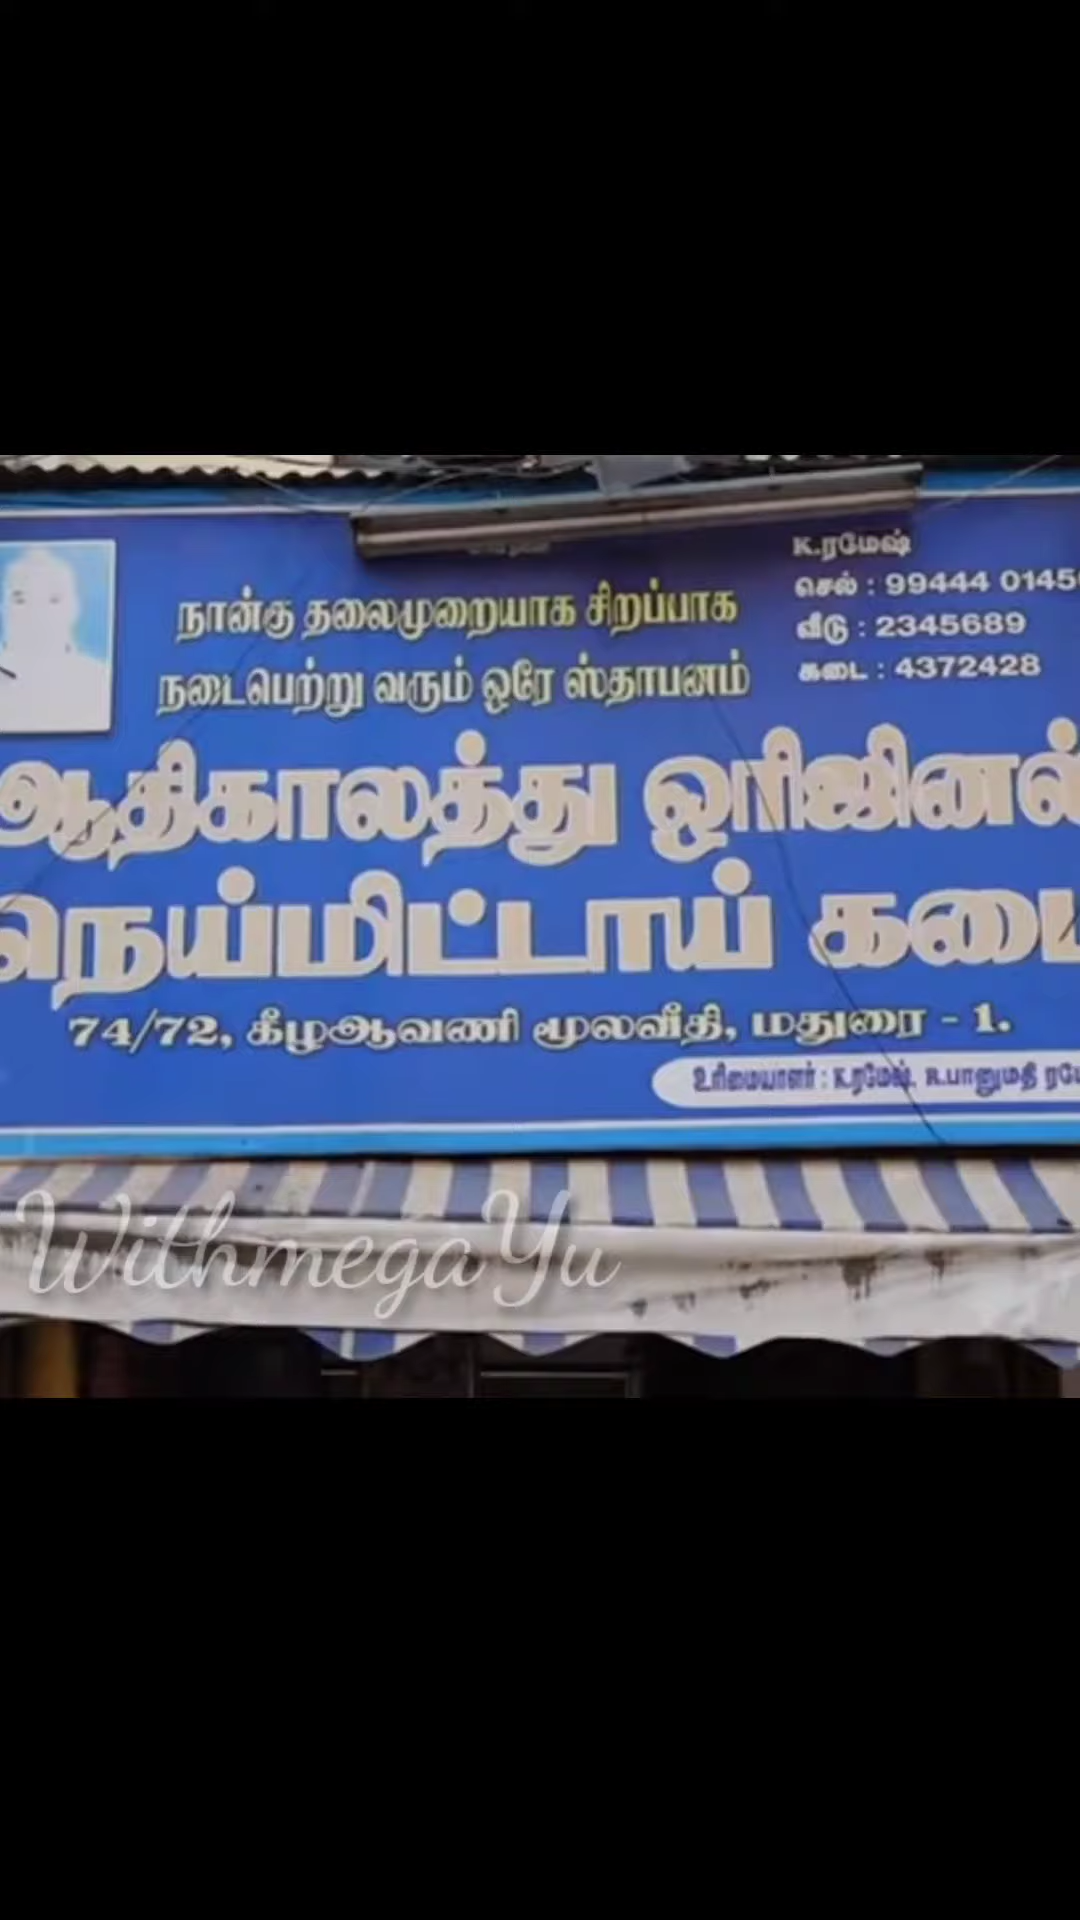 K.ரமேஷ்
செல் : 99444 0145
வீடு : 2345689
கடை : 4372428
நான்கு தலைமுறையாக சிறப்பாக
நடைபெற்று வரும் ஒரே ஸ்தாபனம்
ஆதிகாலத்து ஒரிஜினல்
நெய்மிட்டாய் கடை
74/72, கீழஆவணி மூலவீதி, மதுரை - 1.
உரிமையாளர் : K.ரமேஷ், R.பானுமதி
WithmegaYu